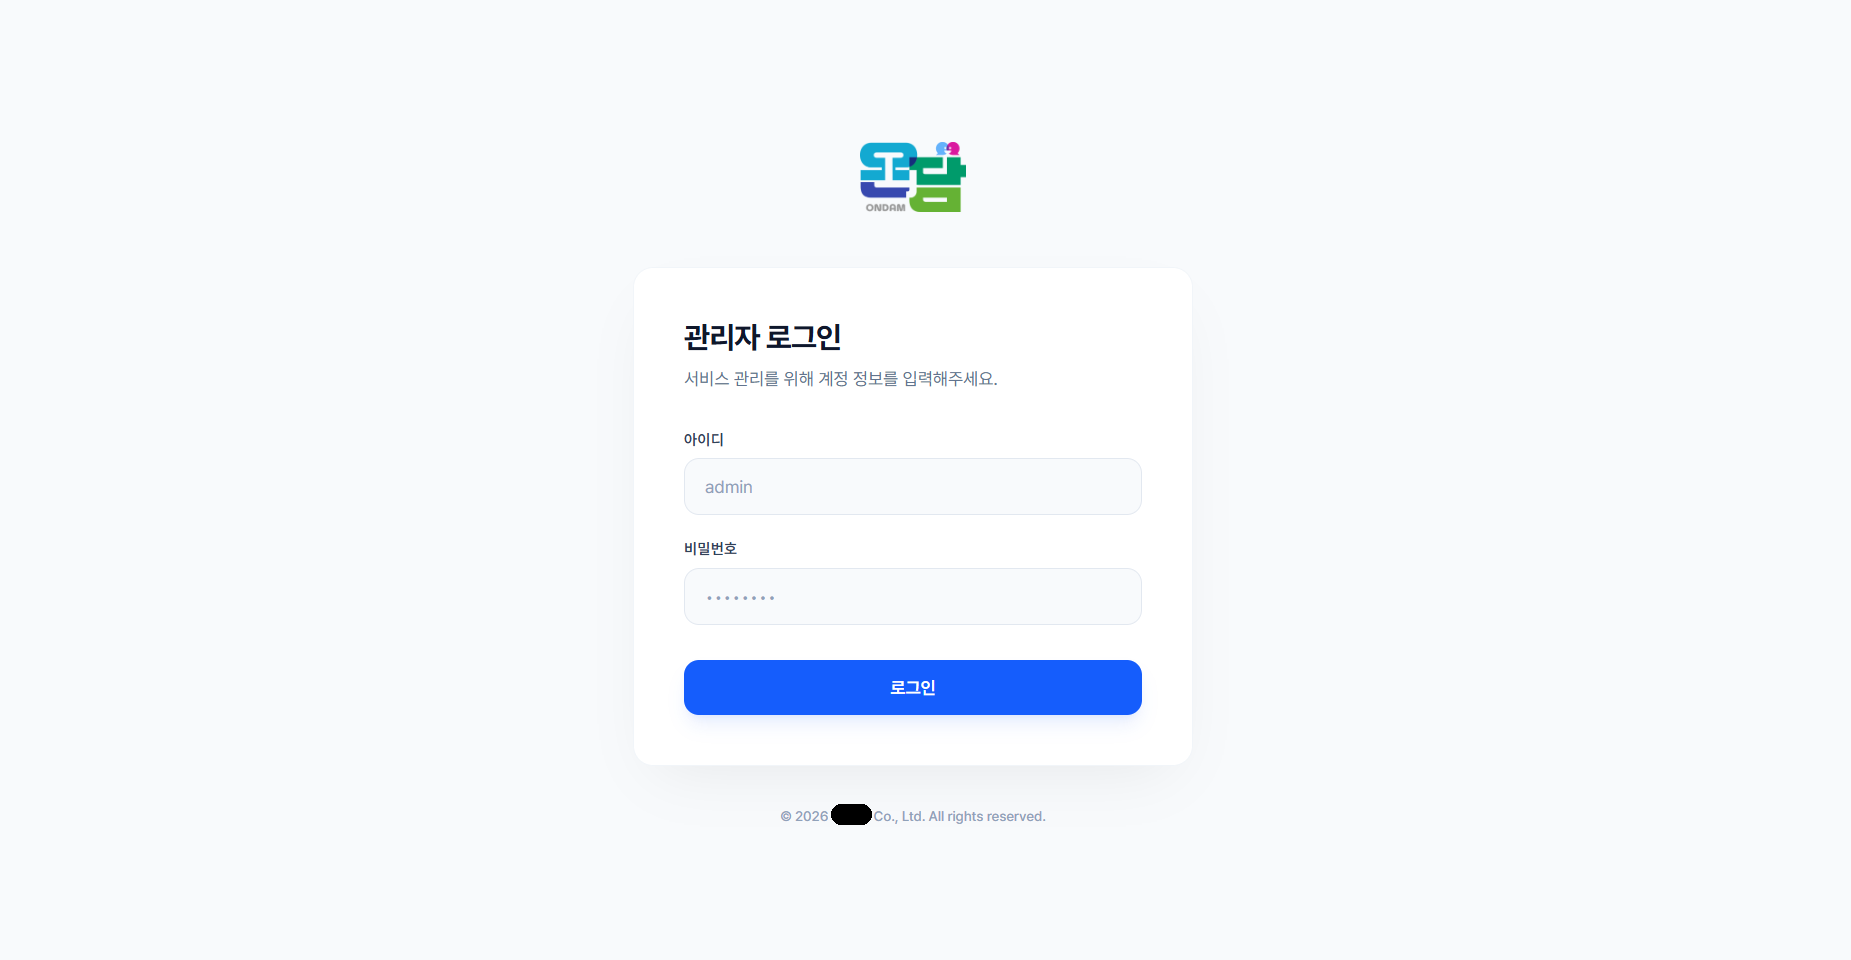 온담
ONDAM
관리자 로그인
서비스 관리를 위해 계정 정보를 입력해주세요.
아이디
admin
비밀번호
••••••••
로그인
© 2026 Co., Ltd. All rights reserved.